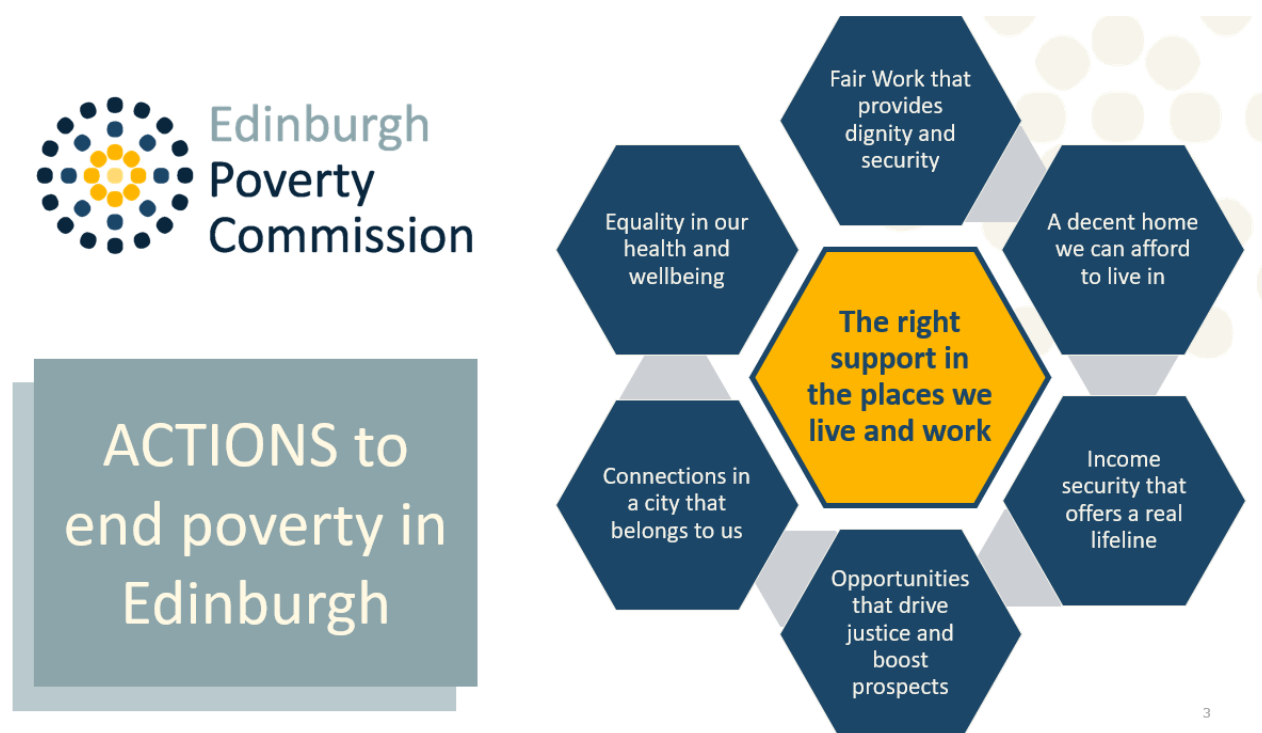 Edinburgh
Poverty
Commission
ACTIONS to
end poverty in
Edinburgh
Fair Work that
provides
dignity and
security
A decent home
we can afford
to live in
Income
security that
offers a real
lifeline
Opportunities
that drive
justice and
boost
prospects
Connections in
a city that
belongs to us
Equality in our
health and
wellbeing
The right
support in
the places we
live and work
3